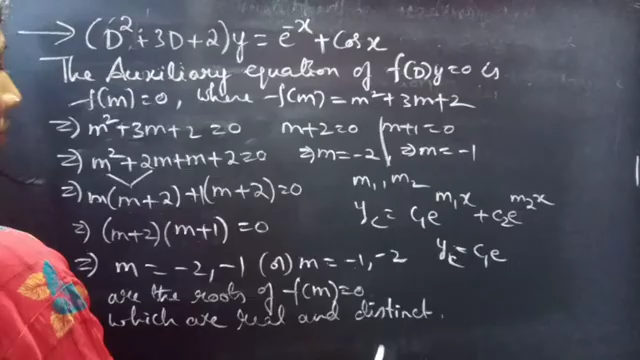 → (D² + 3D + 2)y = e⁻ˣ + Cos x
The Auxiliary equation of f(D)y=0 is
f(m)=0, where f(m) = m² + 3m + 2
⇒ m² + 3m + 2 = 0
⇒ m² + 2m + m + 2 = 0
⇒ m(m+2) + 1(m+2) = 0
⇒ (m+2)(m+1) = 0
⇒ m = -2, -1 (or) m = -1, -2
are the roots of f(m)=0
which are real and distinct.
m+2=0 | m+1=0
⇒ m = -2 | ⇒ m = -1
m₁, m₂
y_c = c₁e^{m₁x} + c₂e^{m₂x}
y_c = c₁e